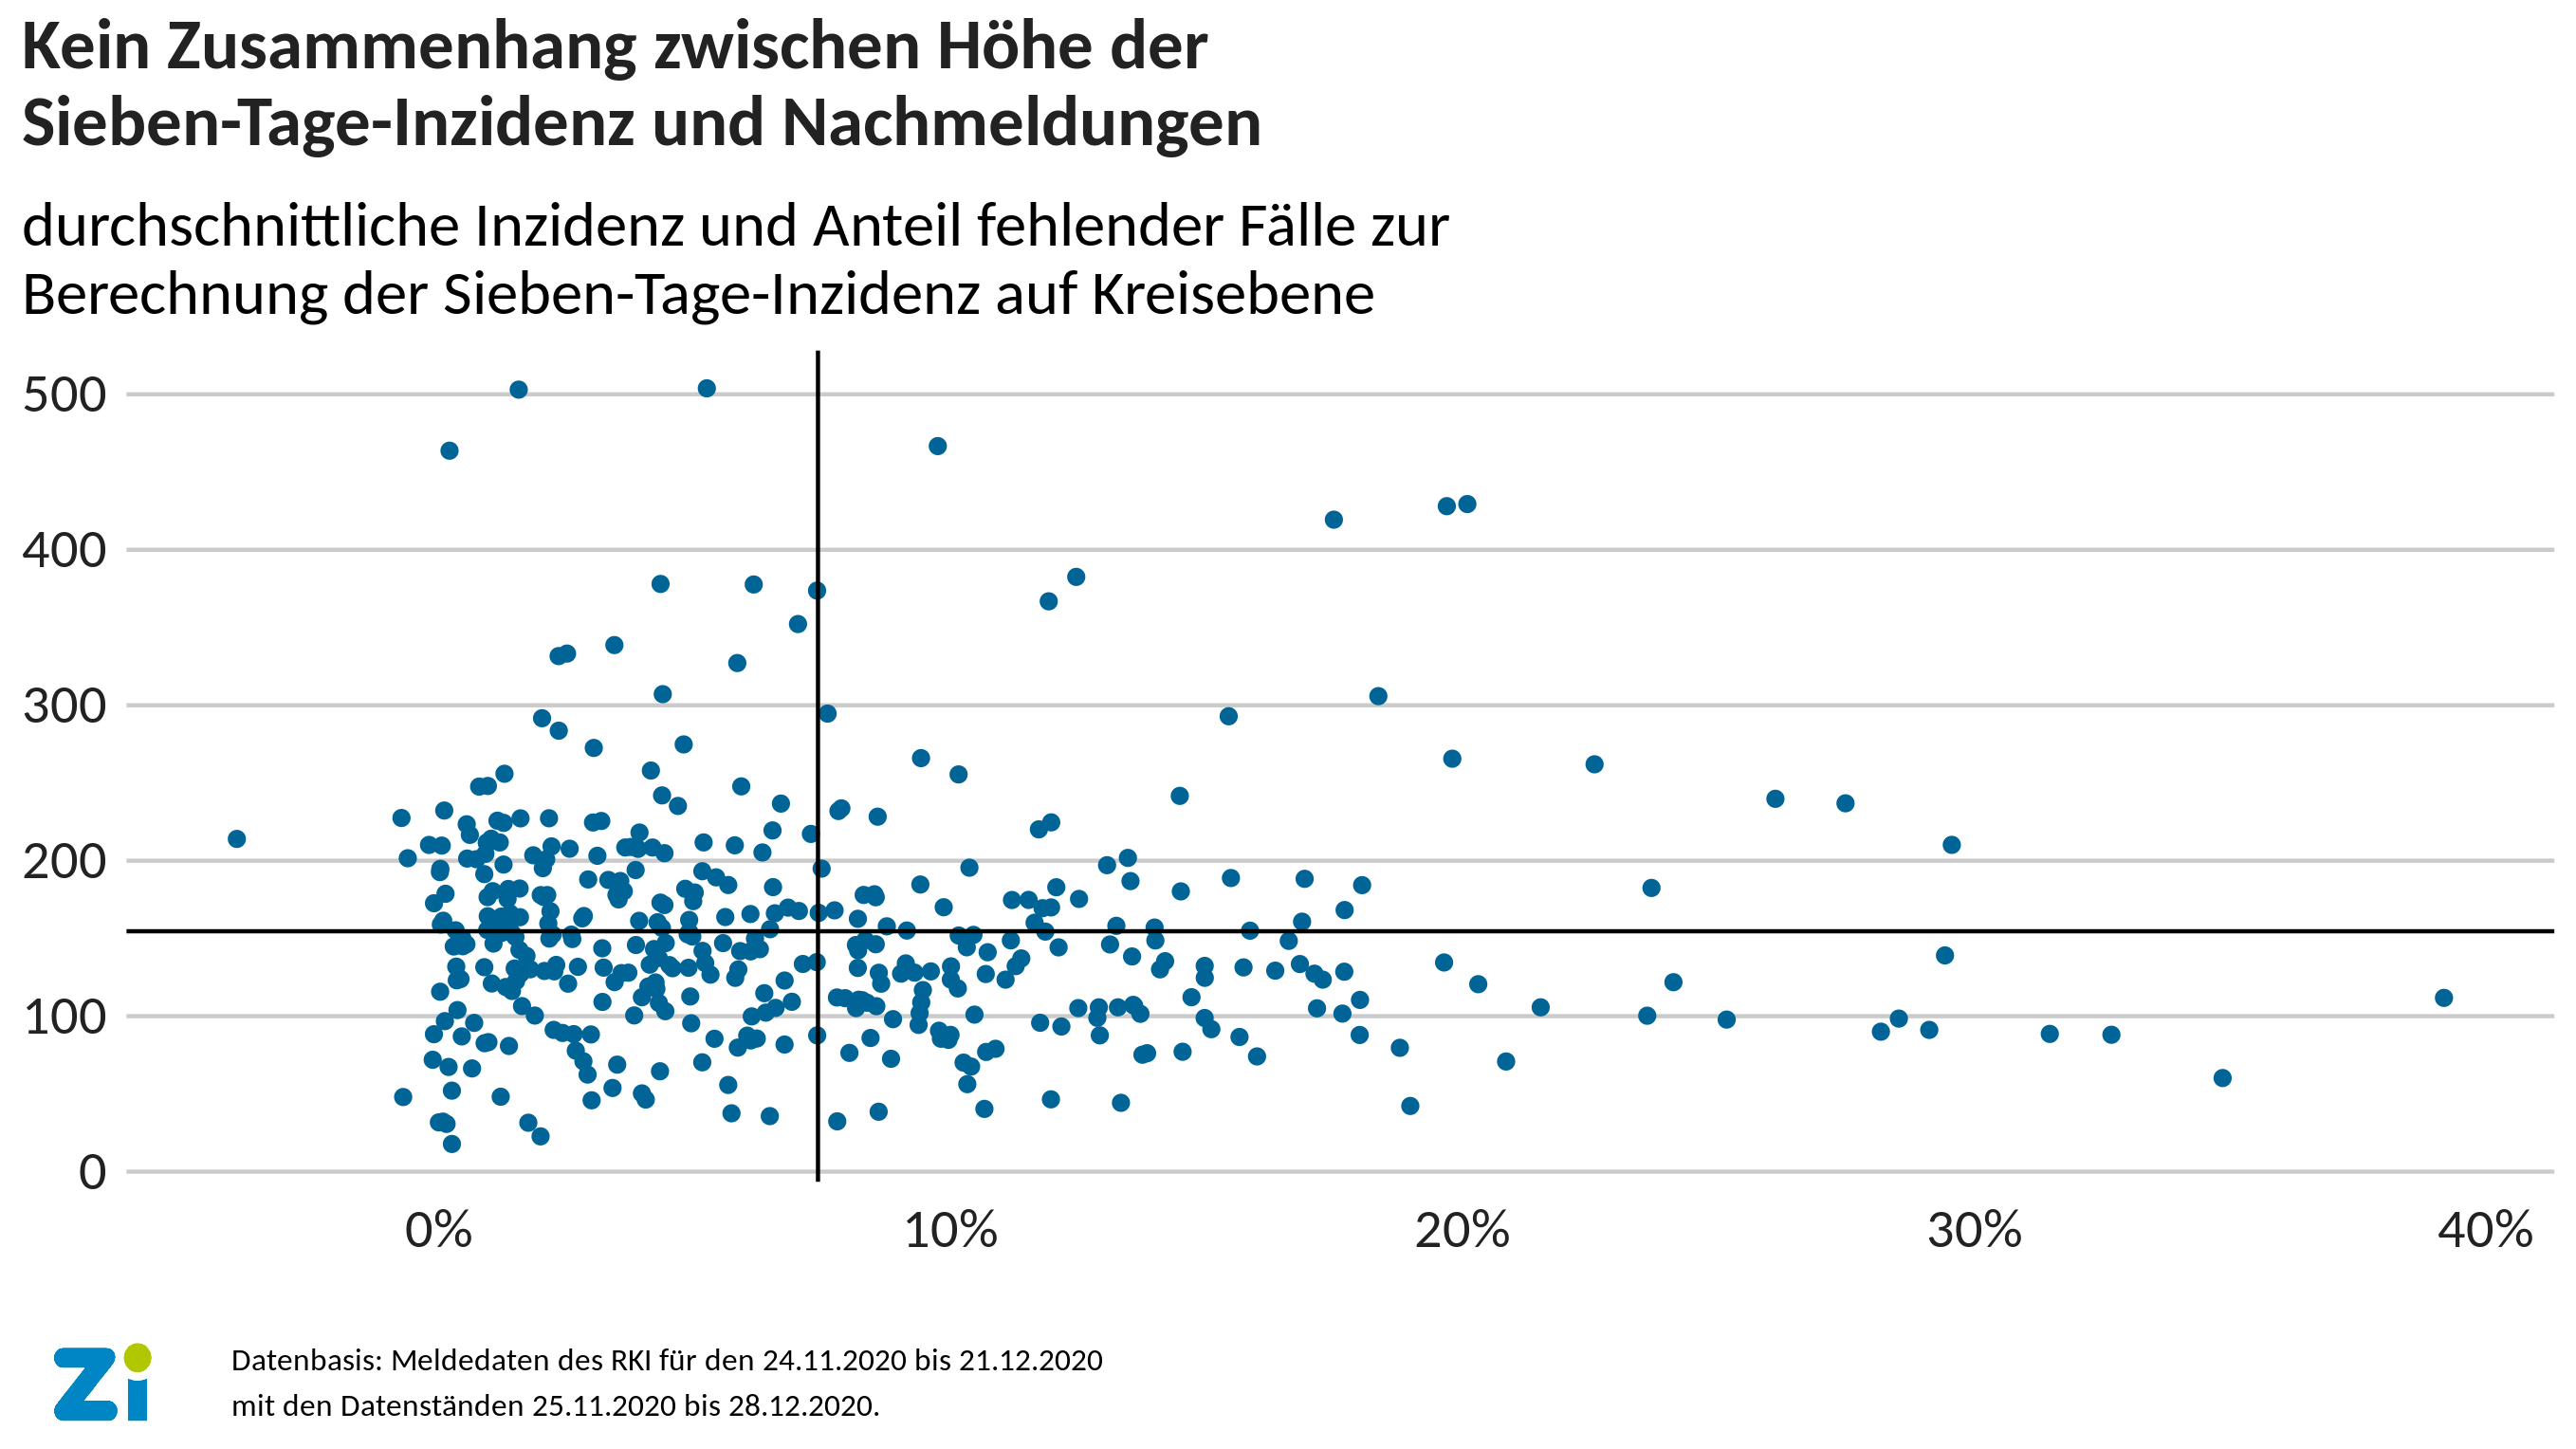 Kein Zusammenhang zwischen Höhe der
Sieben-Tage-Inzidenz und Nachmeldungen
durchschnittliche Inzidenz und Anteil fehlender Fälle zur
Berechnung der Sieben-Tage-Inzidenz auf Kreisebene
500
400
300
200
100
0
0% 10% 20% 30% 40%
zi
Datenbasis: Meldedaten des RKI für den 24.11.2020 bis 21.12.2020
mit den Datenständen 25.11.2020 bis 28.12.2020.